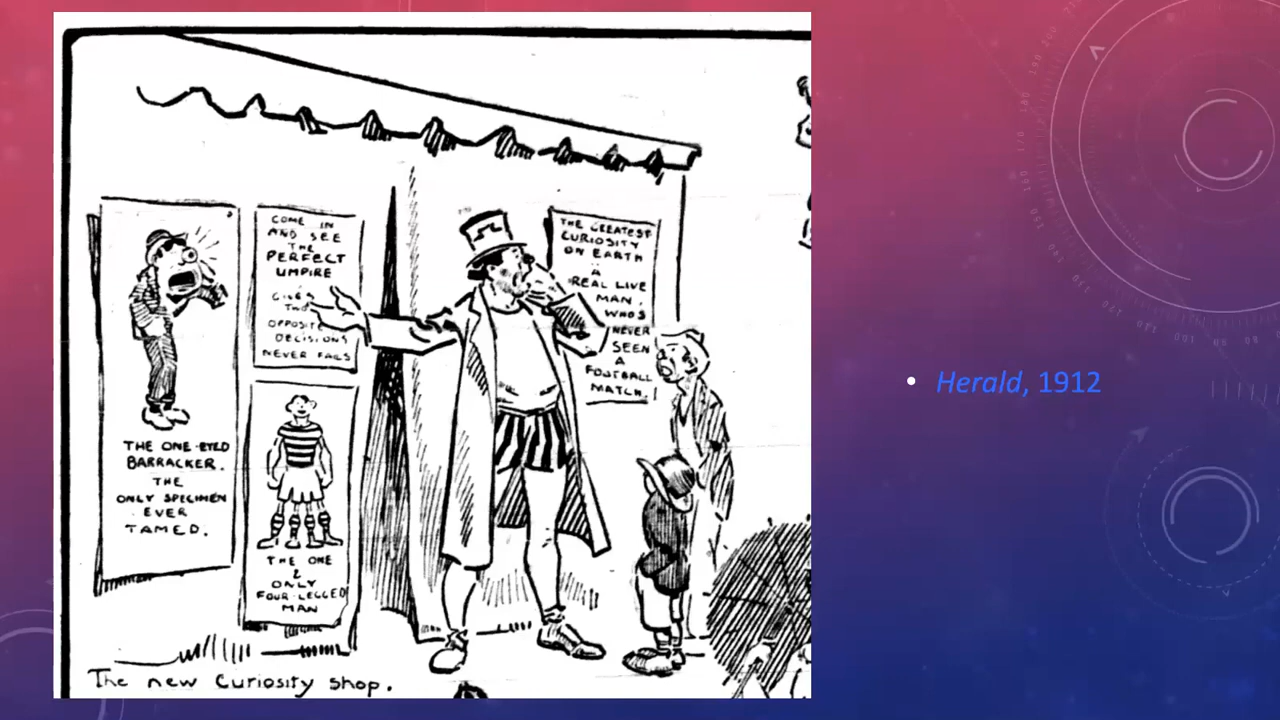 THE ONE-EYED
BARRACKER.
THE
ONLY SPECIMEN
EVER
TAMED.
COME IN
AND SEE
THE
PERFECT
UMPIRE
GIVES
TWO
OPPOSITE
DECISIONS
NEVER FAILS
THE ONE
&
ONLY
FOUR-LEGGED
MAN
THE GREATEST
CURIOSITY
ON EARTH
A
REAL LIVE
MAN.
WHO'S
NEVER
SEEN
A
FOOTBALL
MATCH.
The new Curiosity shop.
• Herald, 1912